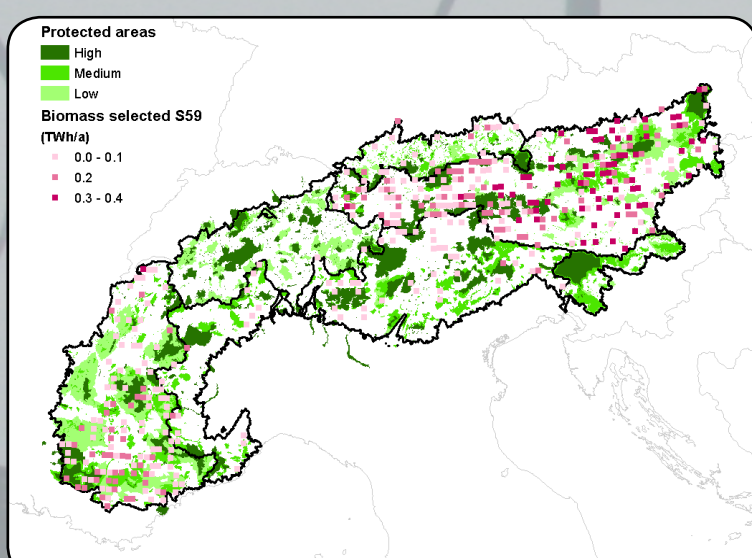 Protected areas
High
Medium
Low
Biomass selected S59
(TWh/a)
0.0 - 0.1
0.2
0.3 - 0.4